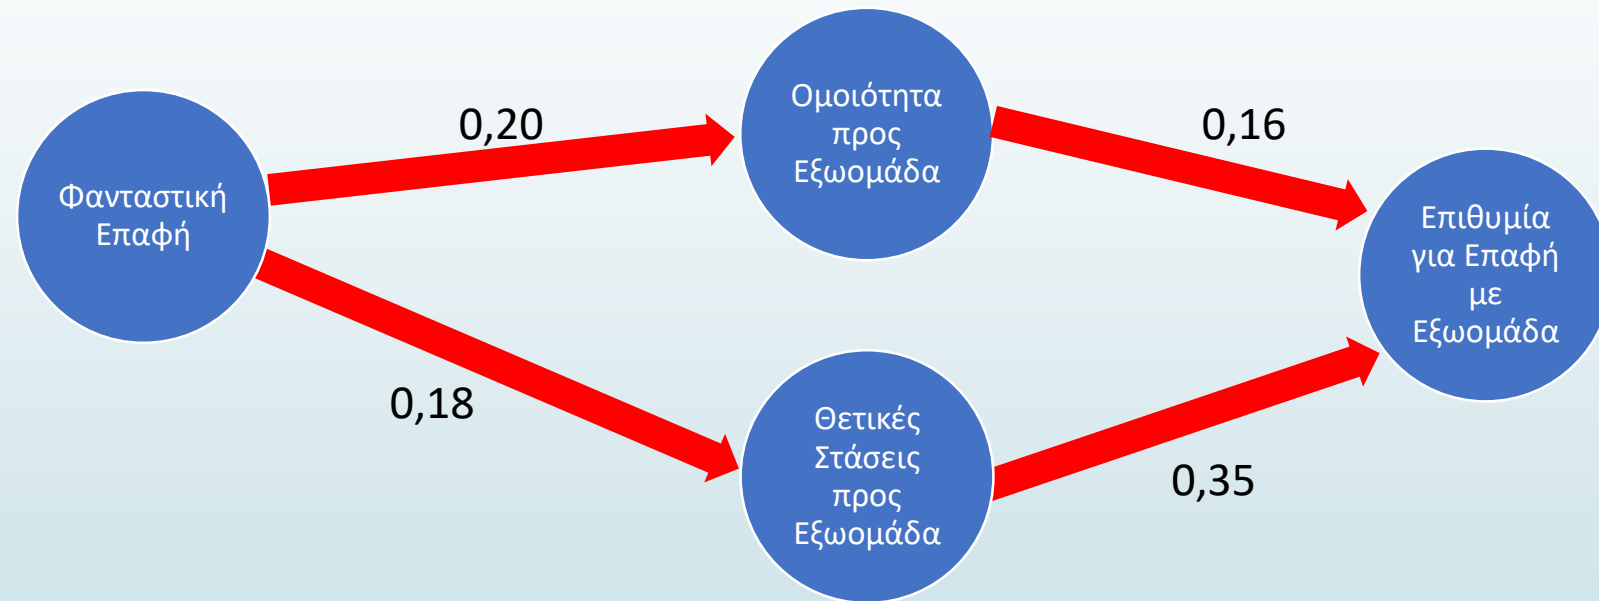 Φανταστική
Επαφή
0,20
Ομοιότητα
προς
Εξωομάδα
0,16
Επιθυμία
για Επαφή
με
Εξωομάδα
0,18
Θετικές
Στάσεις
προς
Εξωομάδα
0,35